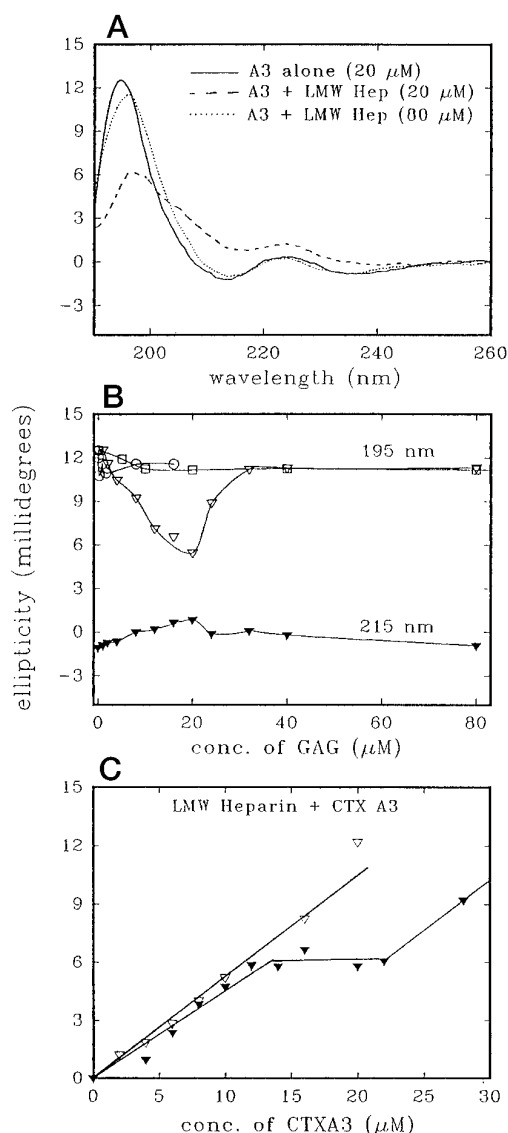 A
15
12
9
6
3
0
-3
A3 alone (20 μM)
A3 + LMW Hep (20 μM)
A3 + LMW Hep (80 μM)
200 220 240 260
wavelength (nm)
B
15
12
9
6
3
0
-3
195 nm
215 nm
0 20 40 60 80
conc. of GAG (μM)
ellipticity (millidegrees)
C
15
12
9
6
3
0
LMW Heparin + CTX A3
0 5 10 15 20 25 30
conc. of CTXA3 (μM)